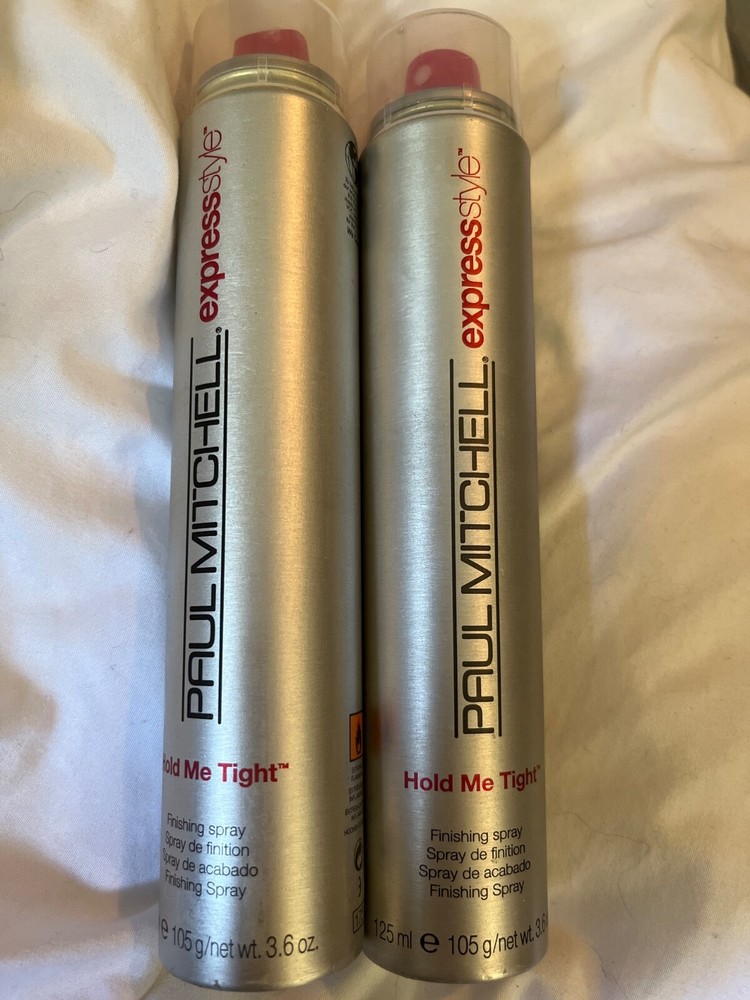 PAUL MITCHELL® expressstyle™
old Me Tight™
Finishing spray
Spray de finition
Spray de acabado
Finishing Spray
e 105 g/net wt. 3.6 oz.
PAUL MITCHELL® expressstyle™
Hold Me Tight™
Finishing spray
Spray de finition
Spray de acabado
Finishing Spray
125 ml e 105 g/net wt. 3.6